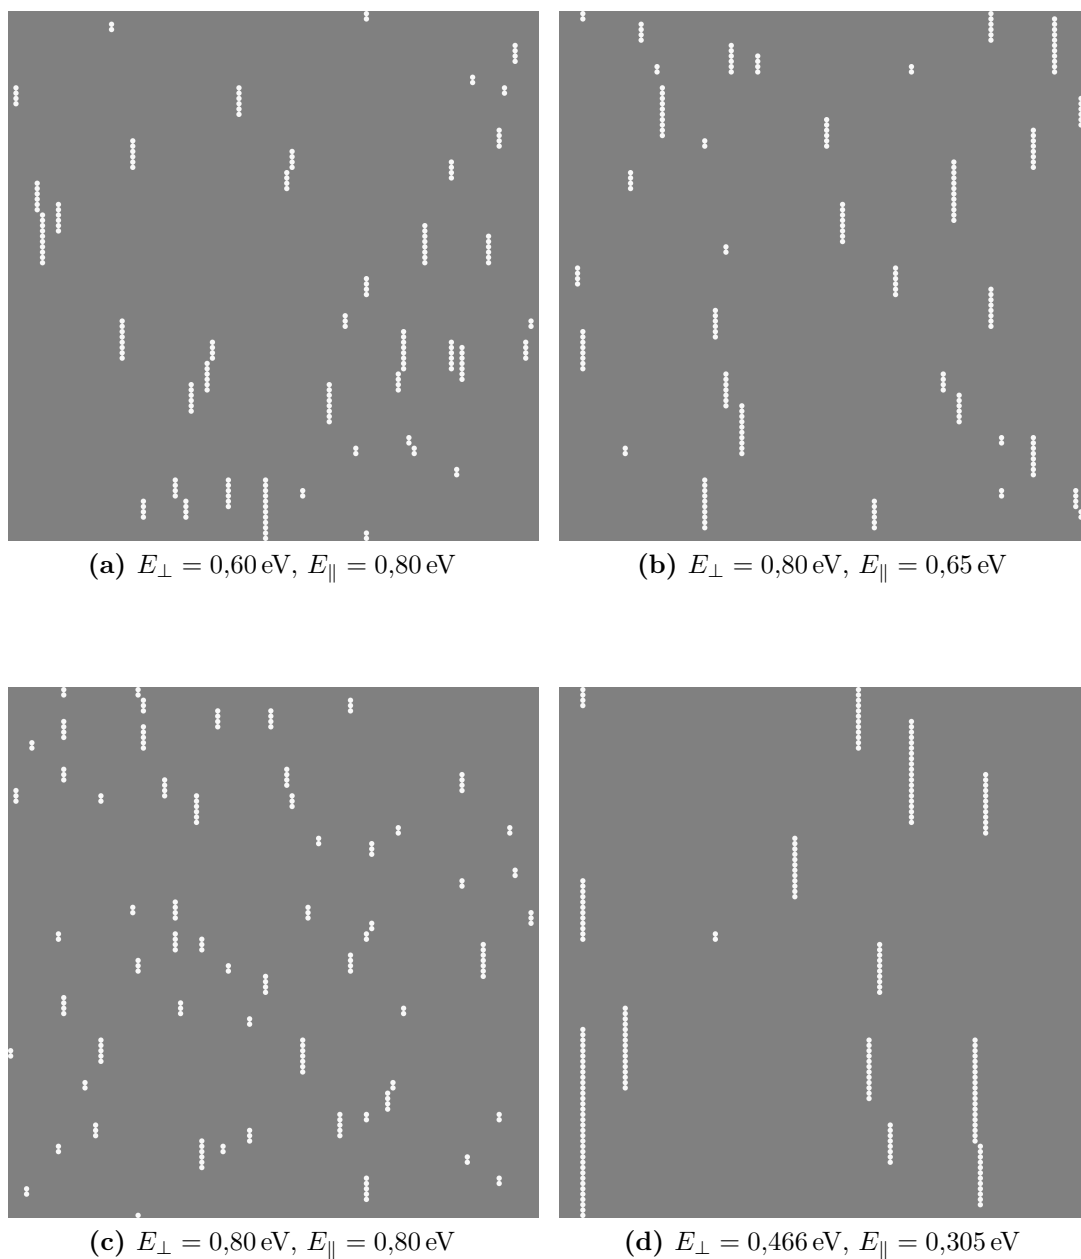 (a) E⊥ = 0,60 eV, E∥ = 0,80 eV
(b) E⊥ = 0,80 eV, E∥ = 0,65 eV
(c) E⊥ = 0,80 eV, E∥ = 0,80 eV
(d) E⊥ = 0,466 eV, E∥ = 0,305 eV